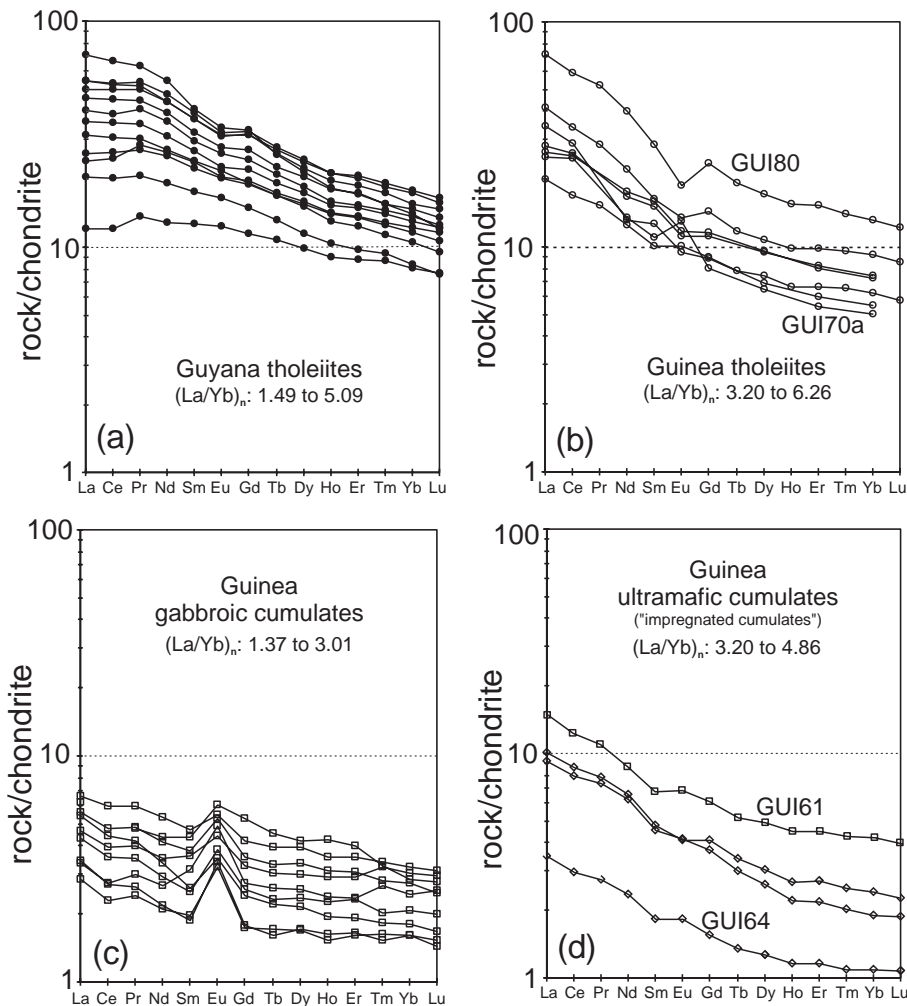 100
rock/chondrite
10
Guyana tholeiites
(La/Yb)n: 1.49 to 5.09
(a)
1
La Ce Pr Nd Sm Eu Gd Tb Dy Ho Er Tm Yb Lu
100
rock/chondrite
GUI80
10
GUI70a
Guinea tholeiites
(La/Yb)n: 3.20 to 6.26
(b)
1
La Ce Pr Nd Sm Eu Gd Tb Dy Ho Er Tm Yb Lu
100
rock/chondrite
Guinea
gabbroic cumulates
(La/Yb)n: 1.37 to 3.01
10
(c)
1
La Ce Pr Nd Sm Eu Gd Tb Dy Ho Er Tm Yb Lu
100
rock/chondrite
Guinea
ultramafic cumulates
("impregnated cumulates")
(La/Yb)n: 3.20 to 4.86
10
GUI61
GUI64
(d)
1
La Ce Pr Nd Sm Eu Gd Tb Dy Ho Er Tm Yb Lu